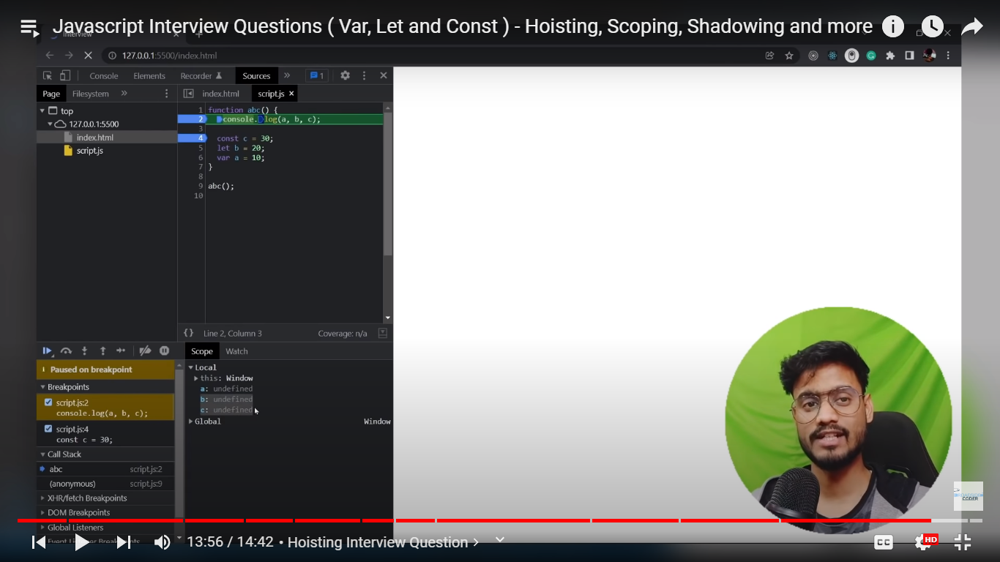 Javascript Interview Questions ( Var, Let and Const ) - Hoisting, Scoping, Shadowing and more
Interview
127.0.0.1:5500/index.html
Console Elements Recorder Sources 1
Page Filesystem index.html script.js
top
127.0.0.1:5500
index.html
script.js
1 function abc() {
2 console.log(a, b, c);
3
4 const c = 30;
5 let b = 20;
6 var a = 10;
7 }
8
9 abc();
10
{} Line 2, Column 3 Coverage: n/a
Paused on breakpoint
Breakpoints
script.js:2
console.log(a, b, c);
script.js:4
const c = 30;
Call Stack
abc script.js:2
(anonymous) script.js:9
XHR/fetch Breakpoints
DOM Breakpoints
Global Listeners
Event Listener Breakpoints
Scope Watch
Local
this: Window
a: undefined
b: undefined
c: undefined
Global Window
CODER
13:56 / 14:42 • Hoisting Interview Question
CC
HD